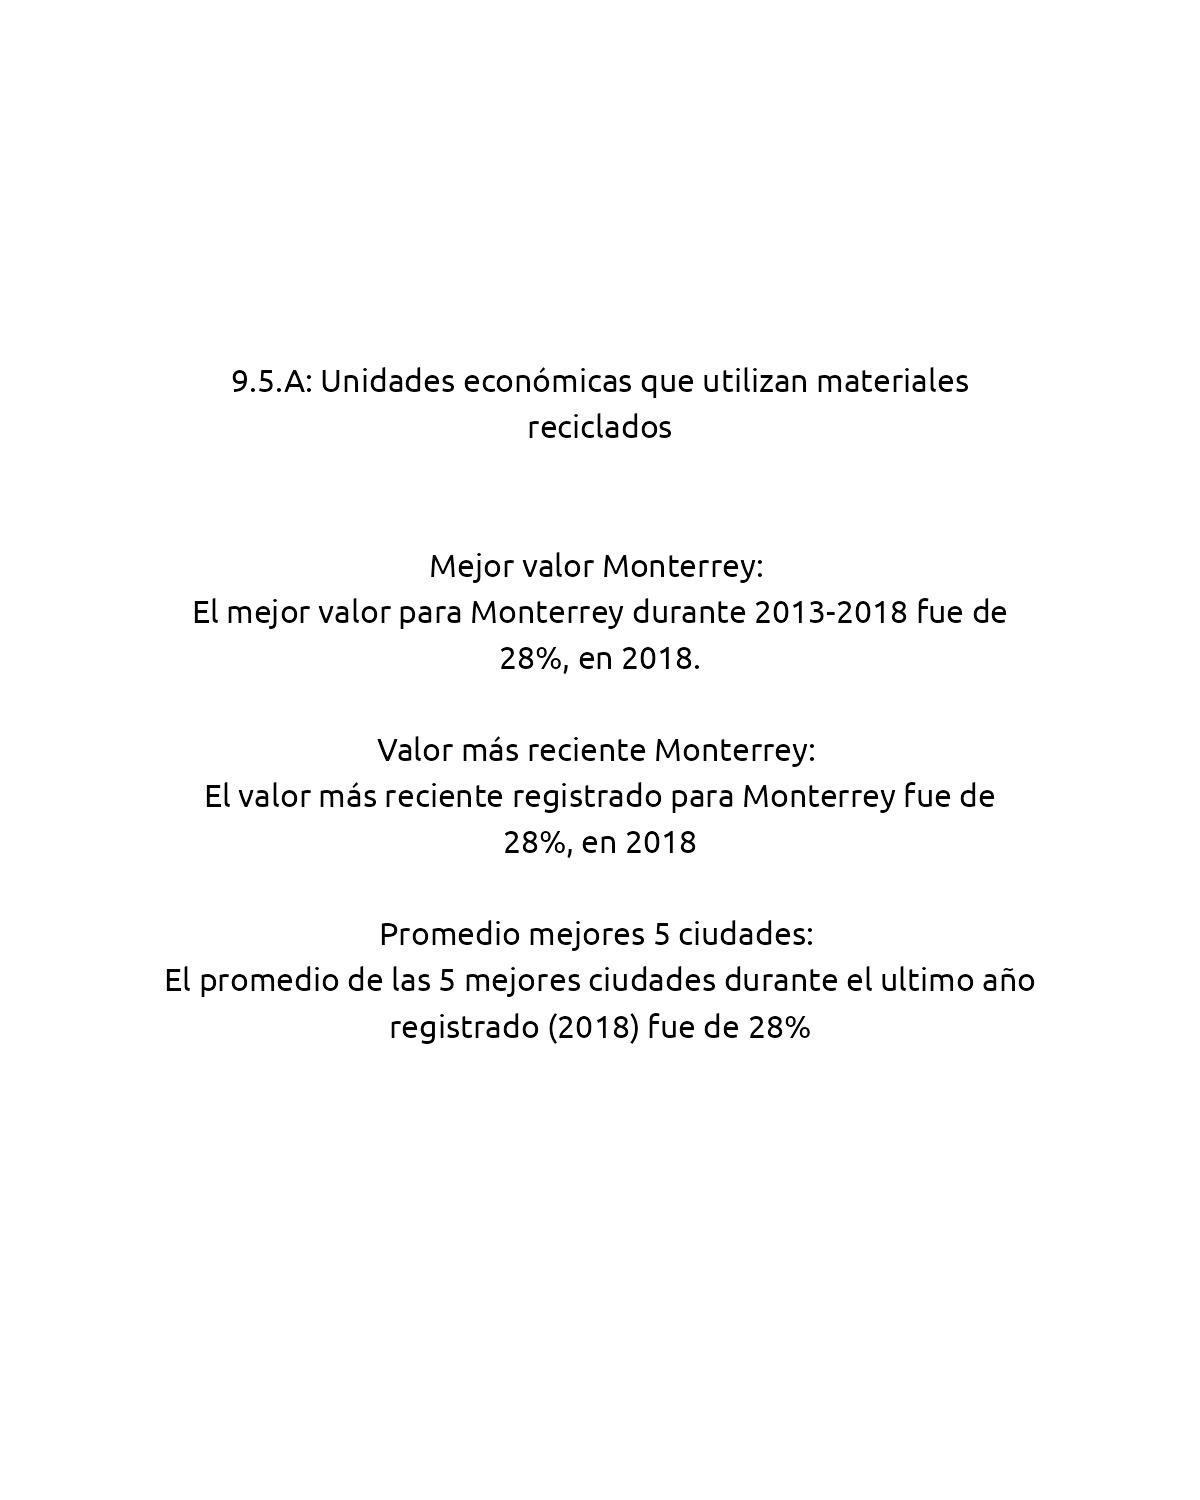 9.5.A: Unidades económicas que utilizan materiales
reciclados
Mejor valor Monterrey:
El mejor valor para Monterrey durante 2013-2018 fue de
28%, en 2018.
Valor más reciente Monterrey:
El valor más reciente registrado para Monterrey fue de
28%, en 2018
Promedio mejores 5 ciudades:
El promedio de las 5 mejores ciudades durante el ultimo año
registrado (2018) fue de 28%